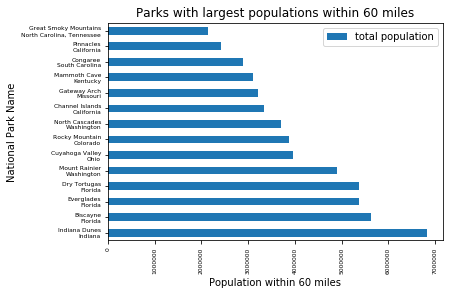 Parks with largest populations within 60 miles
total population
National Park Name
Great Smoky Mountains
North Carolina, Tennessee
Pinnacles
California
Congaree
South Carolina
Mammoth Cave
Kentucky
Gateway Arch
Missouri
Channel Islands
California
North Cascades
Washington
Rocky Mountain
Colorado
Cuyahoga Valley
Ohio
Mount Rainier
Washington
Dry Tortugas
Florida
Everglades
Florida
Biscayne
Florida
Indiana Dunes
Indiana
0
1000000
2000000
3000000
4000000
5000000
6000000
7000000
Population within 60 miles